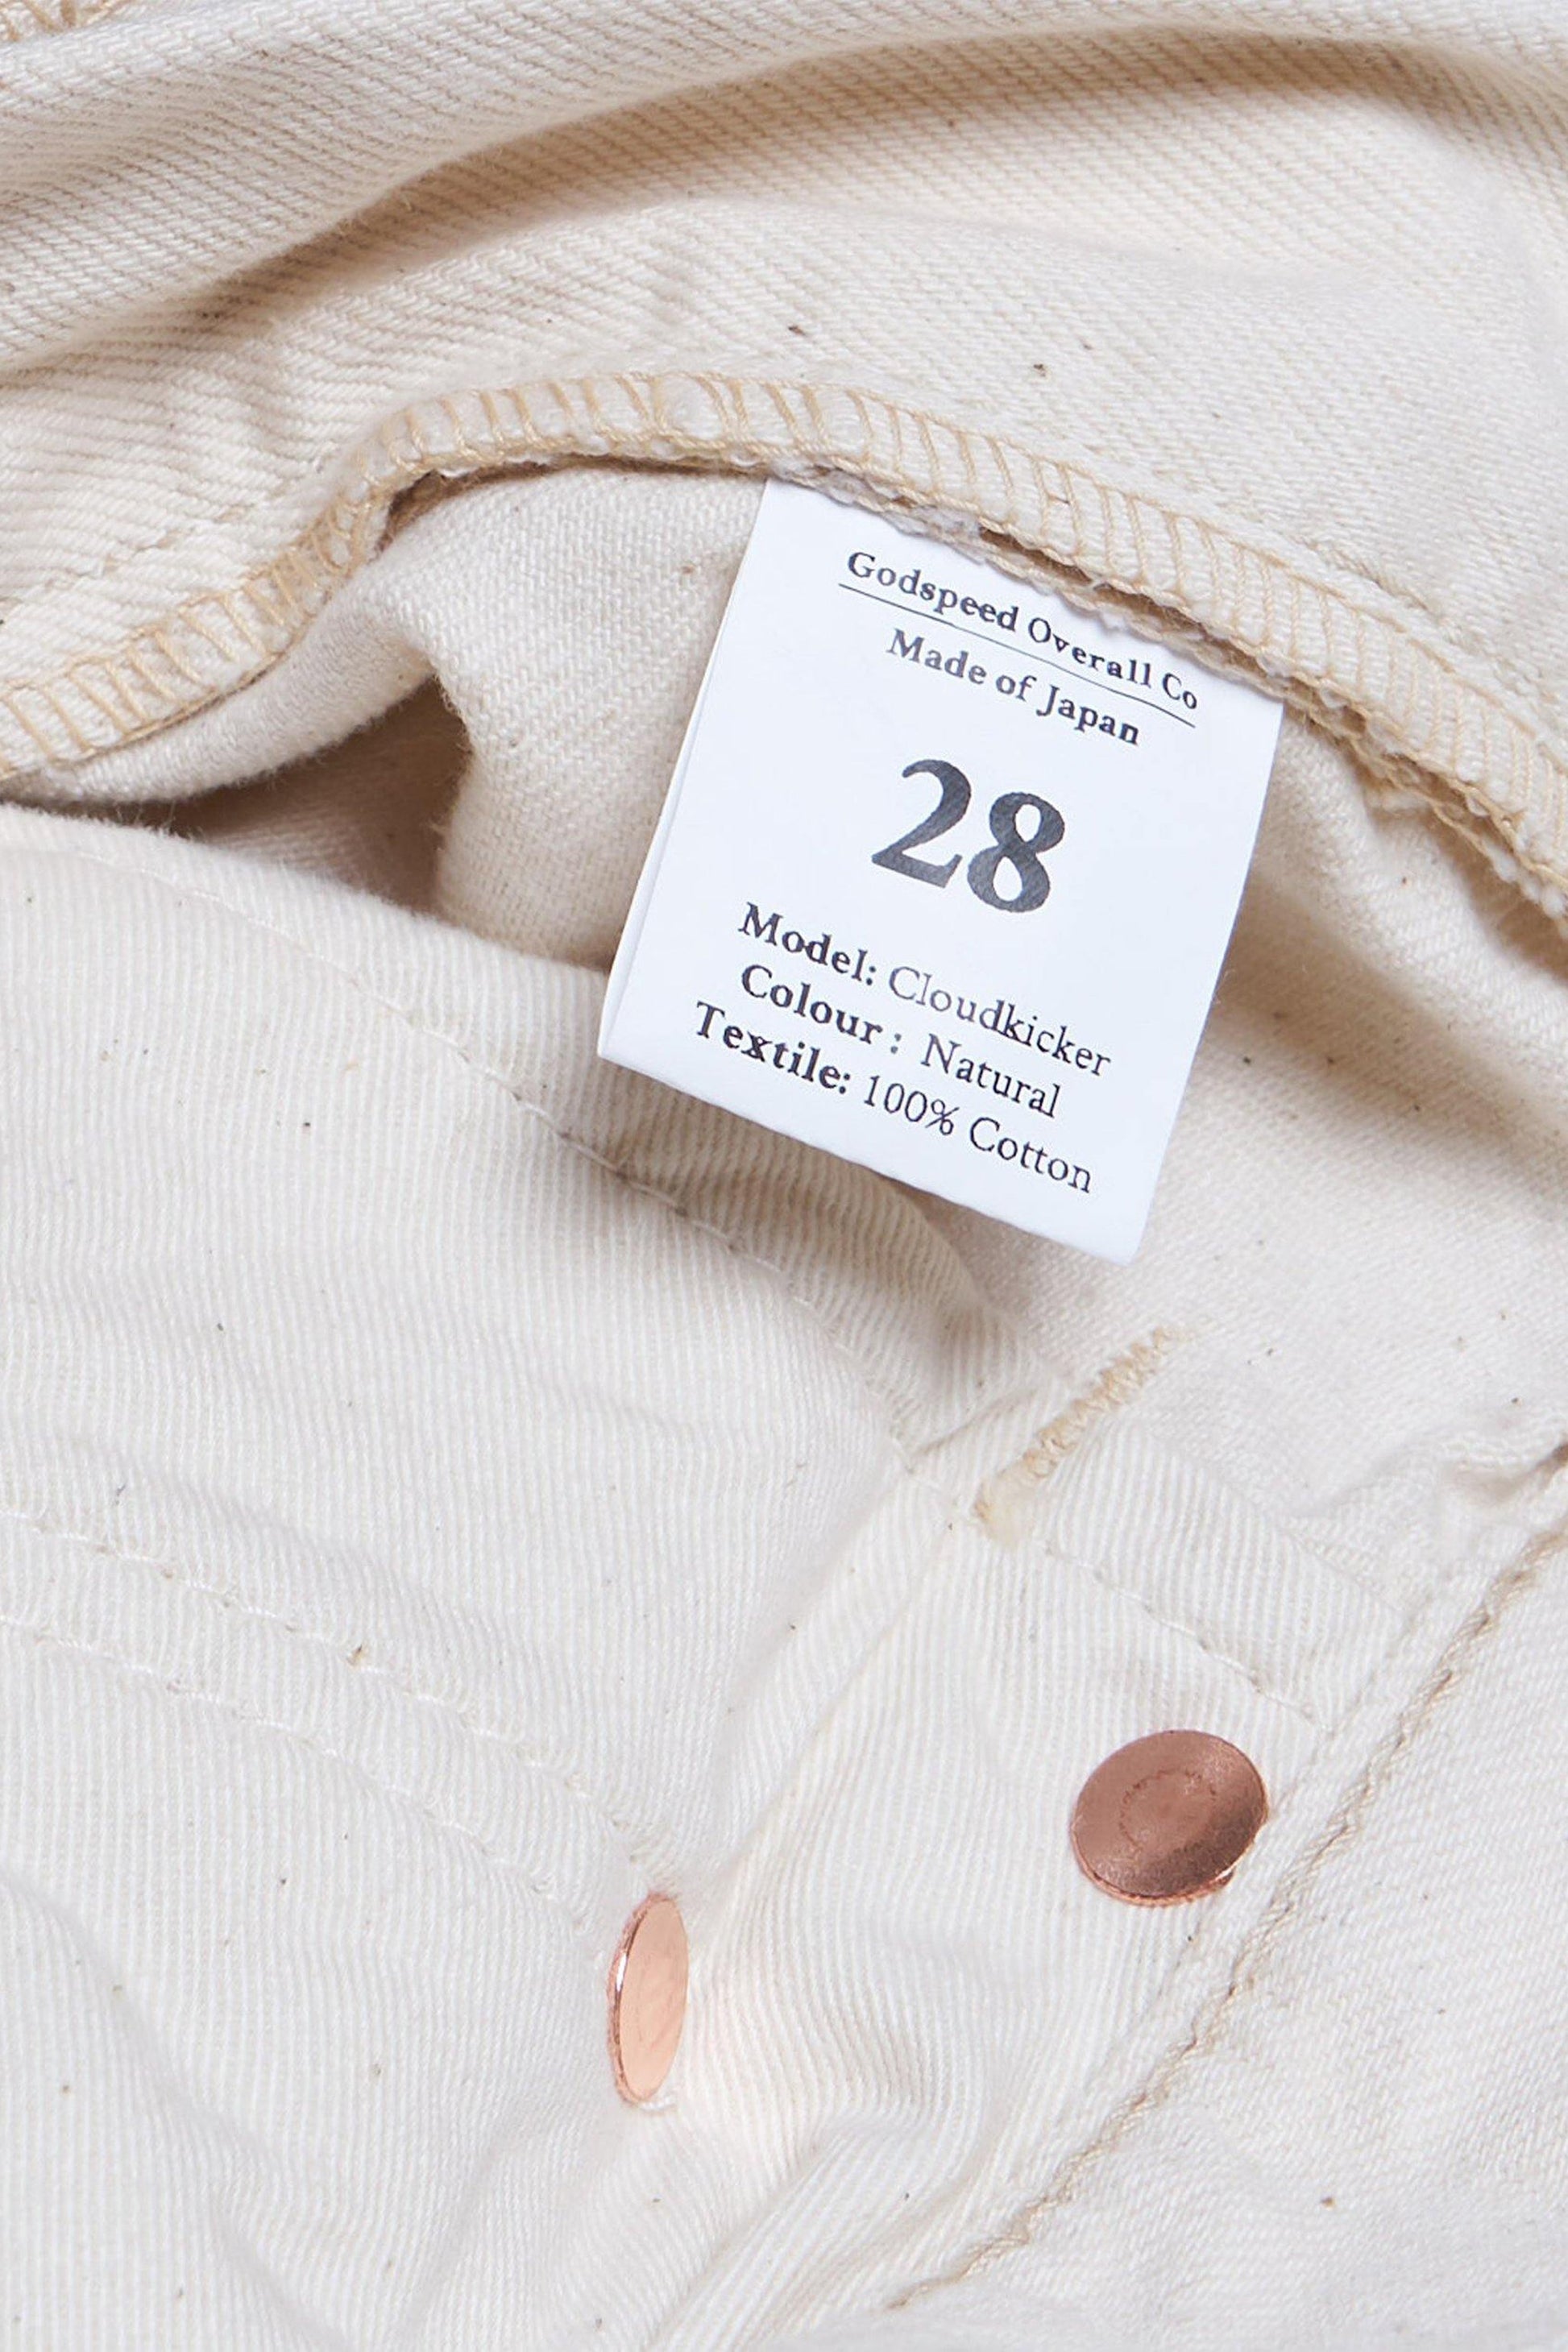 Godspeed Overall Co
Made of Japan
28
Model: Cloudkicker
Colour : Natural
Textile: 100% Cotton